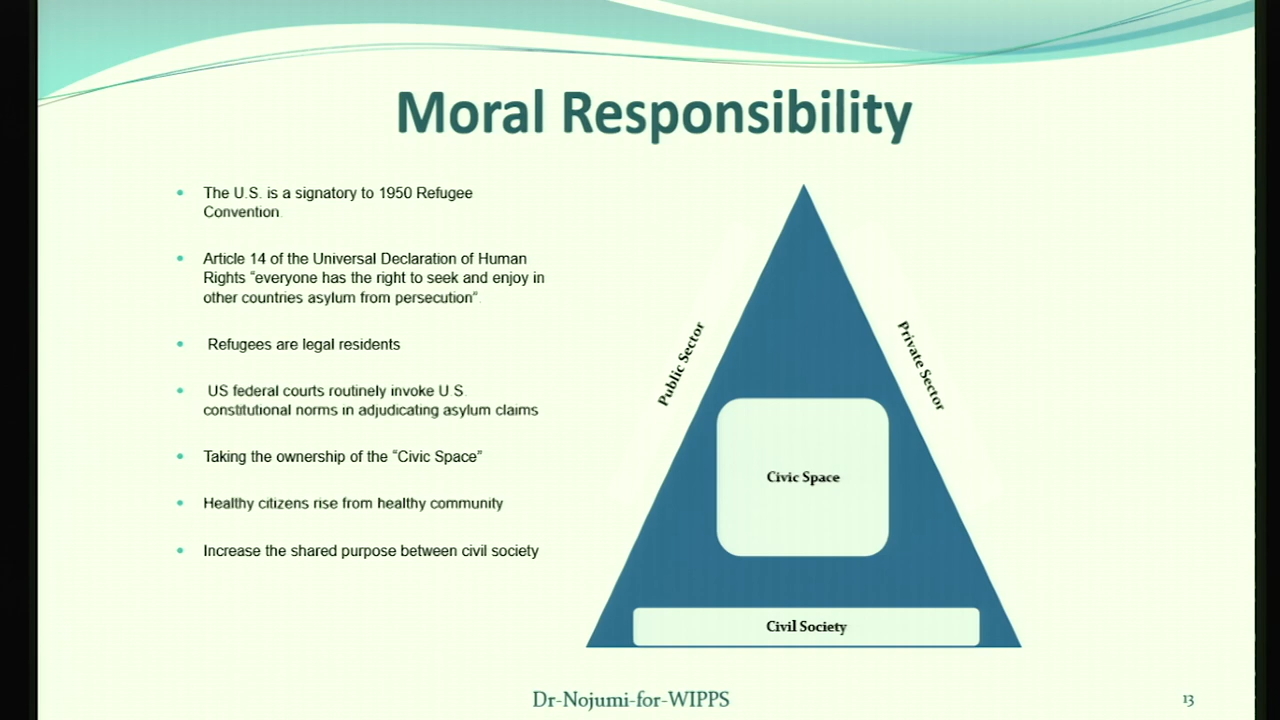 Moral Responsibility
• The U.S. is a signatory to 1950 Refugee
Convention.
• Article 14 of the Universal Declaration of Human
Rights “everyone has the right to seek and enjoy in
other countries asylum from persecution“.
• Refugees are legal residents
• US federal courts routinely invoke U.S.
constitutional norms in adjudicating asylum claims
• Taking the ownership of the “Civic Space”
• Healthy citizens rise from healthy community
• Increase the shared purpose between civil society
Public Sector
Private Sector
Civic Space
Civil Society
Dr-Nojumi-for-WIPPS
13